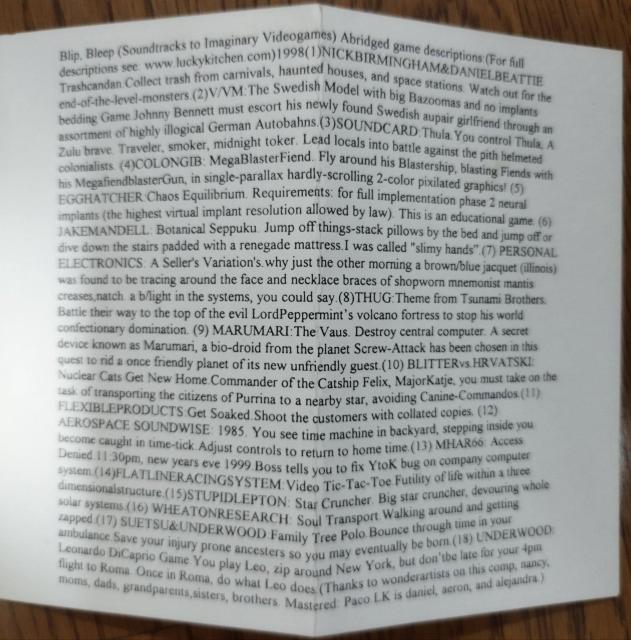 Blip, Bleep (Soundtracks to Imaginary Videogames) Abridged game descriptions:(For full
descriptions see: www.luckykitchen.com)1998(1)NICKBIRMINGHAM&DANIELBEATTIE
Trashcandan.Collect trash from carnivals, haunted houses, and space stations. Watch out for the
end-of-the-level-monsters.(2)V/VM:The Swedish Model with big Bazoomas and no implants
bedding Game Johnny Bennett must escort his newly found Swedish aupair girlfriend through an
assortment of highly illogical German Autobahns.(3)SOUNDCARD:Thula.You control Thula, A
Zulu brave. Traveler, smoker, midnight toker. Lead locals into battle against the pith helmeted
colonialists. (4)COLONGIB: MegaBlasterFiend. Fly around his Blastership, blasting Fiends with
his MegafiendblasterGun, in single-parallax hardly-scrolling 2-color pixilated graphics! (5)
EGGHATCHER:Chaos Equilibrium. Requirements: for full implementation phase 2 neural
implants (the highest virtual implant resolution allowed by law). This is an educational game. (6)
JAKEMANDELL: Botanical Seppuku. Jump off things-stack pillows by the bed and jump off or
dive down the stairs padded with a renegade mattress.I was called "slimy hands".(7) PERSONAL
ELECTRONICS: A Seller's Variation's.why just the other morning a brown/blue jacquet (illinois)
was found to be tracing around the face and necklace braces of shopworn mnemonist mantis
creases,natch. a b/light in the systems, you could say.(8)THUG:Theme from Tsunami Brothers.
Battle their way to the top of the evil LordPeppermint's volcano fortress to stop his world
confectionary domination. (9) MARUMARI:The Vaus. Destroy central computer. A secret
device known as Marumari, a bio-droid from the planet Screw-Attack has been chosen in this
quest to rid a once friendly planet of its new unfriendly guest.(10) BLITTERvs.HRVATSKI:
Nuclear Cats Get New Home.Commander of the Catship Felix, MajorKatje, you must take on the
task of transporting the citizens of Purrina to a nearby star, avoiding Canine-Commandos.(11)
FLEXIBLEPRODUCTS:Get Soaked.Shoot the customers with collated copies. (12)
AEROSPACE SOUNDWISE: 1985. You see time machine in backyard, stepping inside you
become caught in time-tick.Adjust controls to return to home time.(13) MHAR66: Access
Denied.11:30pm, new years eve 1999.Boss tells you to fix YtoK bug on company computer
system.(14)FLATLINERACINGSYSTEM:Video Tic-Tac-Toe.Futility of life within a three
dimensionalstructure.(15)STUPIDLEPTON: Star Cruncher. Big star cruncher, devouring whole
solar systems.(16) WHEATONRESEARCH: Soul Transport.Walking around and getting
zapped.(17) SUETSU&UNDERWOOD:Family Tree Polo.Bounce through time in your
ambulance.Save your injury prone ancesters so you may eventually be born.(18) UNDERWOOD:
Leonardo DiCaprio Game.You play Leo, zip around New York, but don'tbe late for your 4pm
flight to Roma. Once in Roma, do what Leo does.(Thanks to wonderartists on this comp, nancy,
moms, dads, grandparents,sisters, brothers. Mastered: Paco.LK is daniel, aeron, and alejandra.)